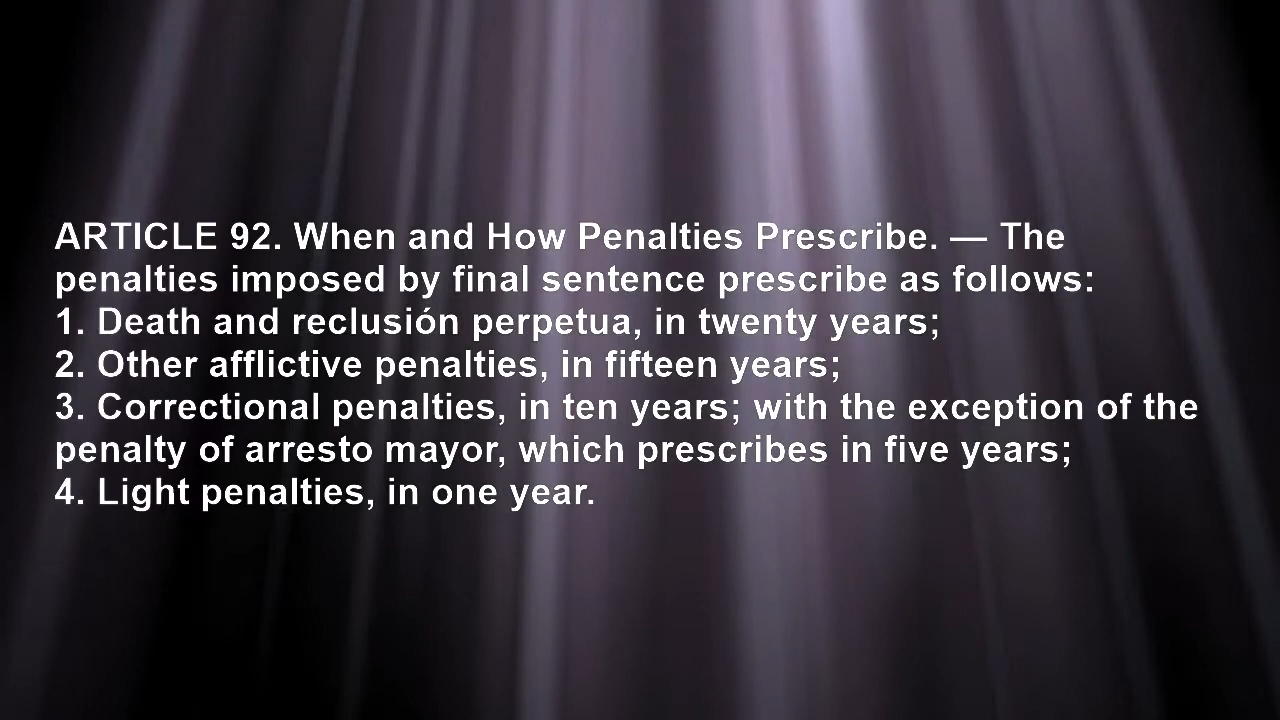 ARTICLE 92. When and How Penalties Prescribe. — The
penalties imposed by final sentence prescribe as follows:
1. Death and reclusión perpetua, in twenty years;
2. Other afflictive penalties, in fifteen years;
3. Correctional penalties, in ten years; with the exception of the
penalty of arresto mayor, which prescribes in five years;
4. Light penalties, in one year.